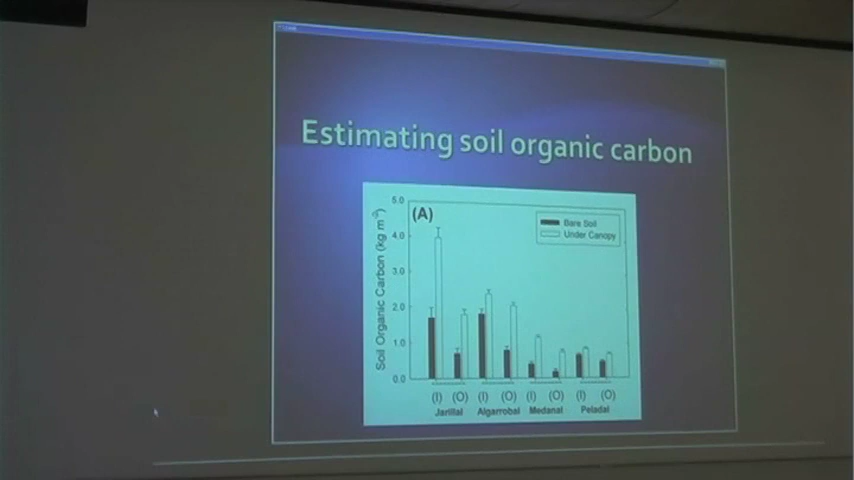 Estimating soil organic carbon
(A)
Bare Soil
Under Canopy
Soil Organic Carbon (kg m⁻³)
5.0
4.0
3.0
2.0
1.0
0.0
(I) (O) (I) (O) (I) (O) (I) (O)
Jarillal Algarrobal Medanal Peladal